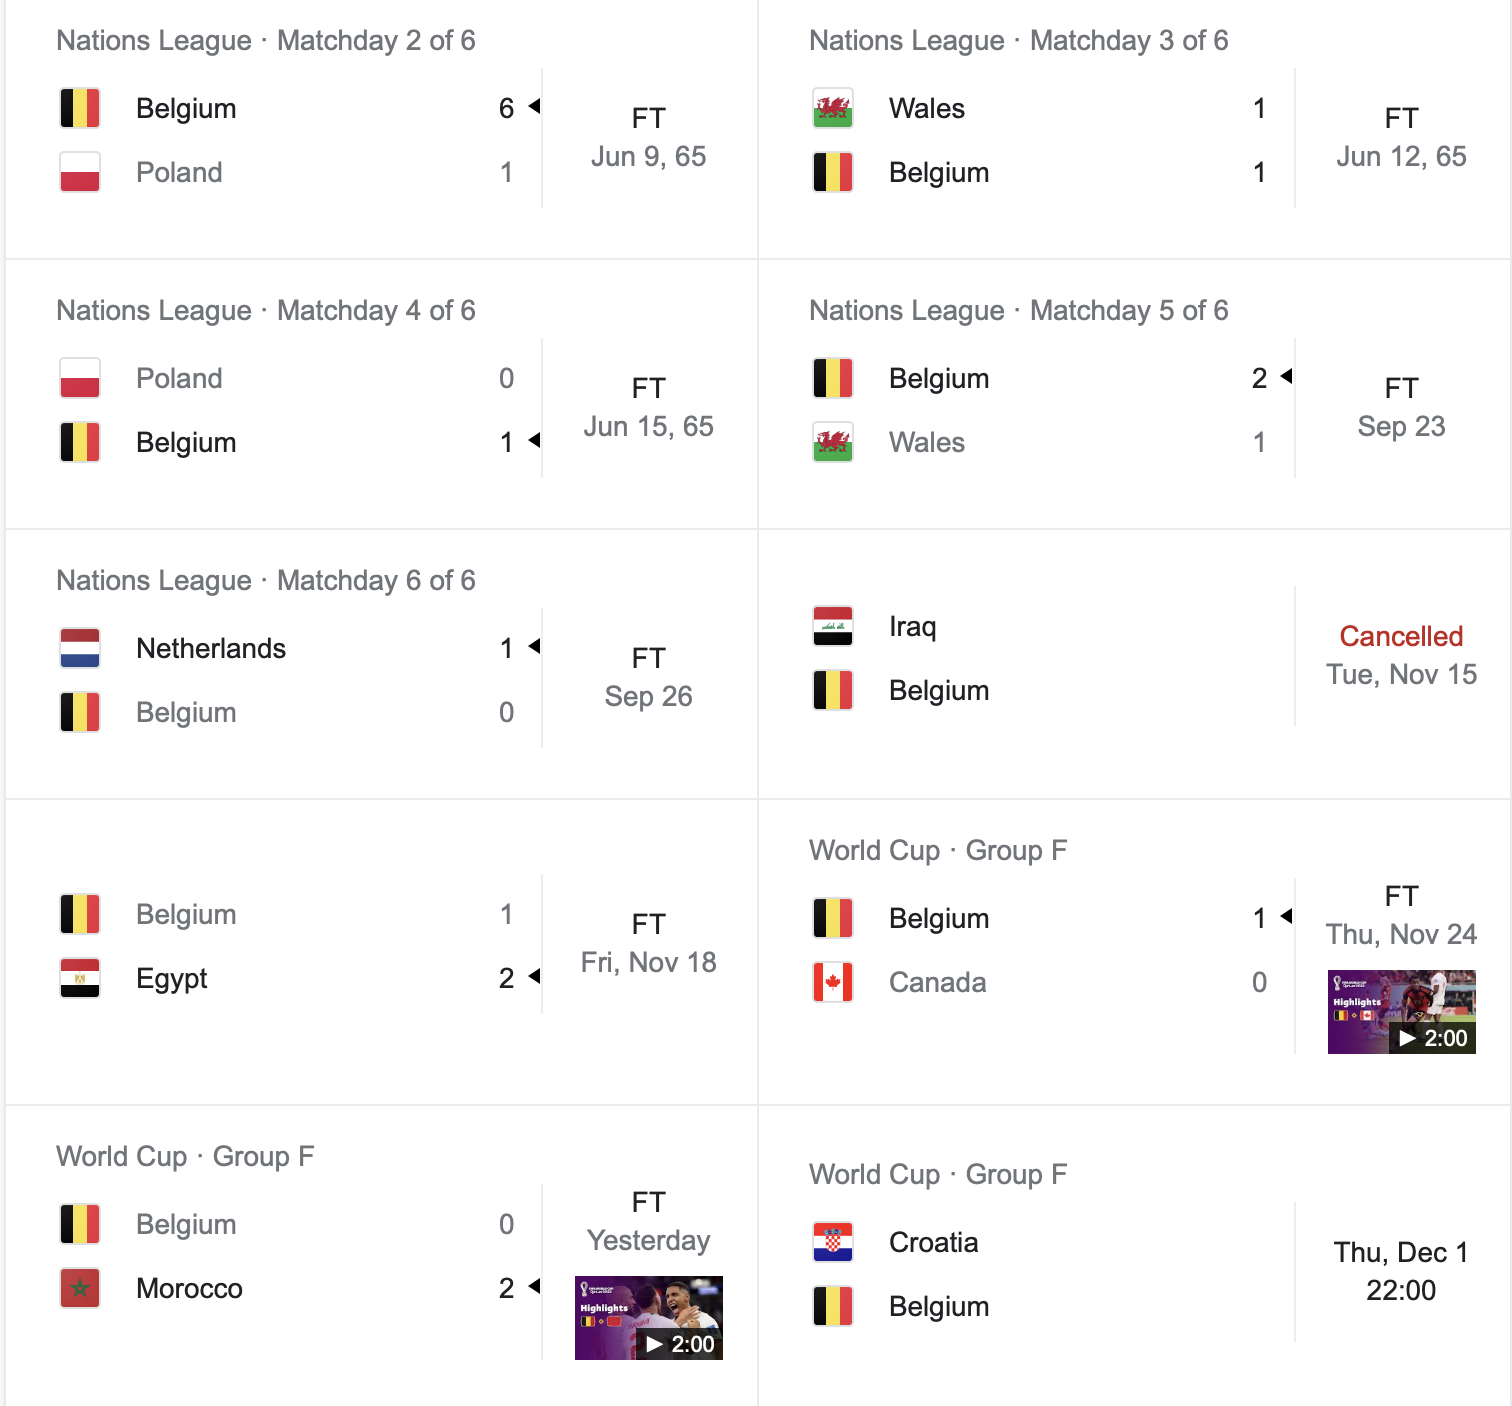 Nations League · Matchday 2 of 6
Belgium 6
Poland 1
FT
Jun 9, 65
Nations League · Matchday 3 of 6
Wales 1
Belgium 1
FT
Jun 12, 65
Nations League · Matchday 4 of 6
Poland 0
Belgium 1
FT
Jun 15, 65
Nations League · Matchday 5 of 6
Belgium 2
Wales 1
FT
Sep 23
Nations League · Matchday 6 of 6
Netherlands 1
Belgium 0
FT
Sep 26
Iraq
Belgium
Cancelled
Tue, Nov 15
Belgium 1
Egypt 2
FT
Fri, Nov 18
World Cup · Group F
Belgium 1
Canada 0
FT
Thu, Nov 24
Highlights
2:00
World Cup · Group F
Belgium 0
Morocco 2
FT
Yesterday
Highlights
2:00
World Cup · Group F
Croatia
Belgium
Thu, Dec 1
22:00